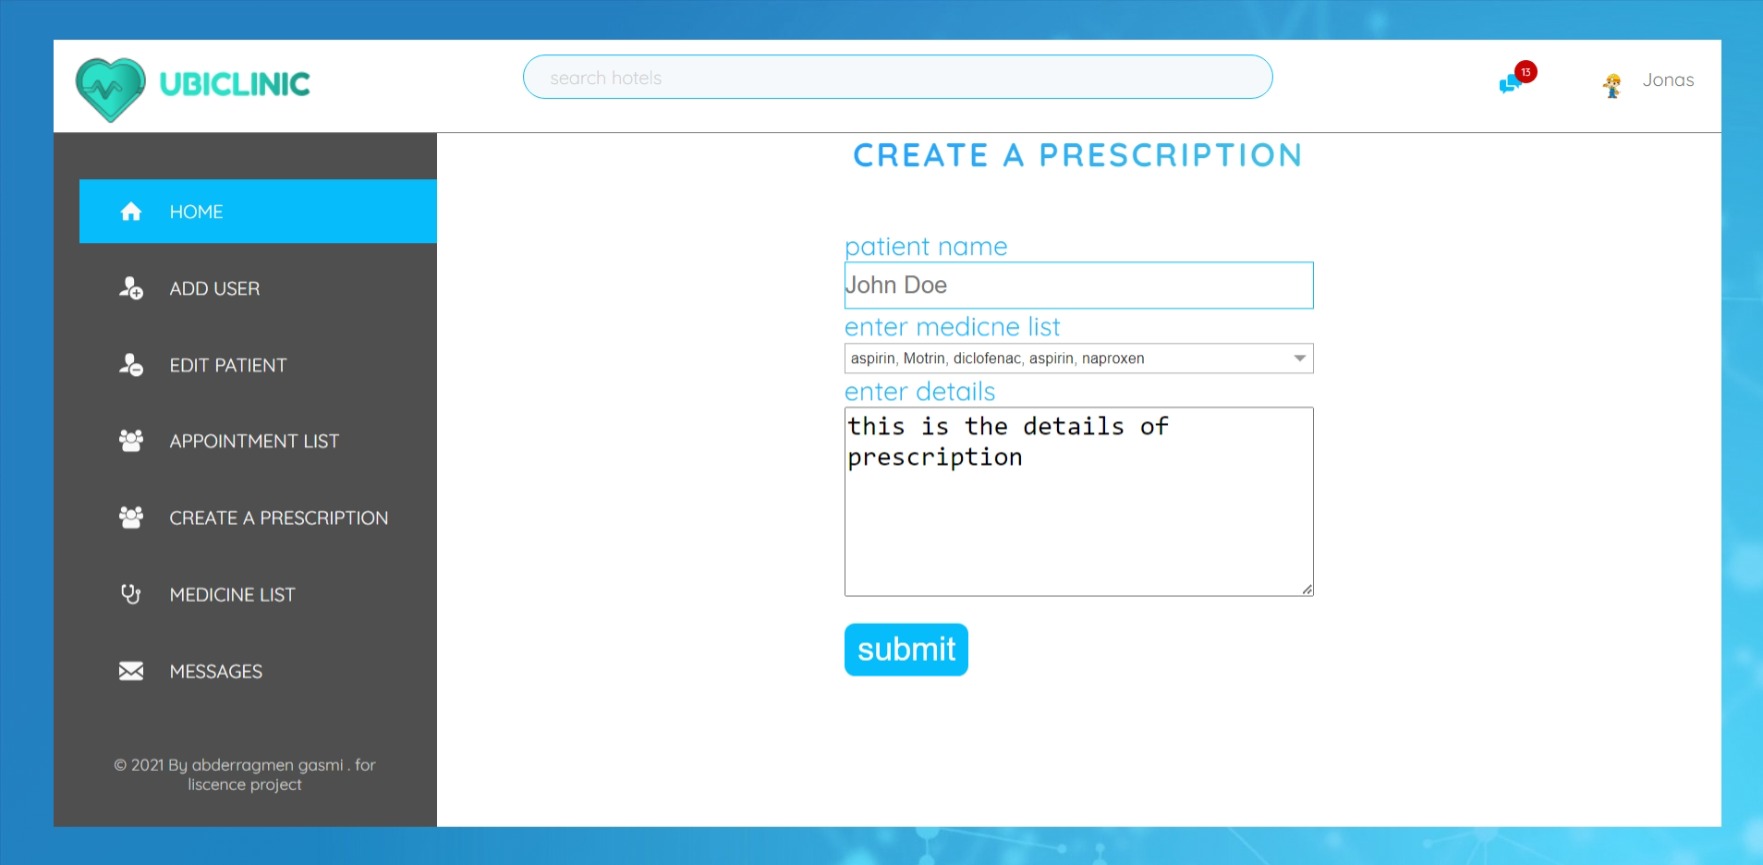 UBICLINIC
search hotels
13
Jonas
HOME
ADD USER
EDIT PATIENT
APPOINTMENT LIST
CREATE A PRESCRIPTION
MEDICINE LIST
MESSAGES
© 2021 By abderragmen gasmi . for
liscence project
CREATE A PRESCRIPTION
patient name
John Doe
enter medicne list
aspirin, Motrin, diclofenac, aspirin, naproxen
enter details
this is the details of
prescription
submit